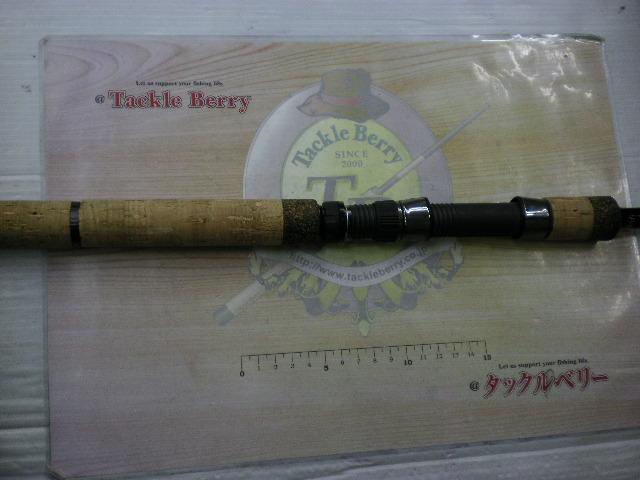 Let us support your fishing life.
@ Tackle Berry
Tackle Berry
SINCE
2000
T
http://www.tackleberry.co.jp
0 1 2 3 4 5 6 7 8 9 10 11 12 13 14 15
Let us support your fishing life.
@ タックルベリー